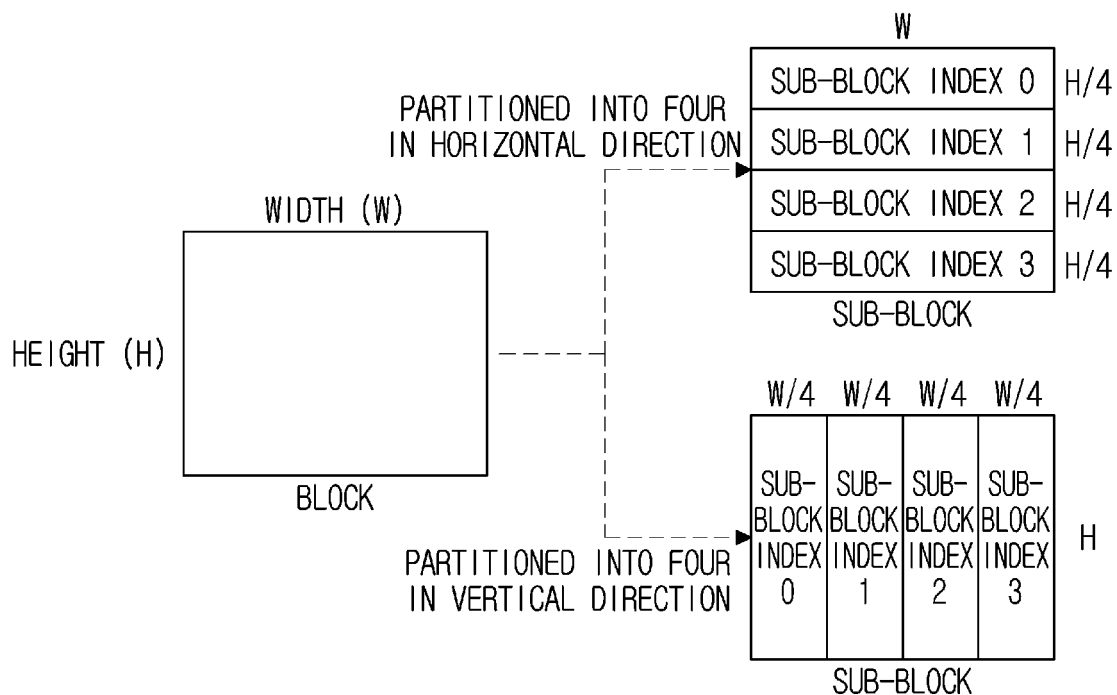 W
SUB-BLOCK INDEX 0 H/4
PARTITIONED INTO FOUR
IN HORIZONTAL DIRECTION
SUB-BLOCK INDEX 1 H/4
SUB-BLOCK INDEX 2 H/4
SUB-BLOCK INDEX 3 H/4
SUB-BLOCK
WIDTH (W)
HEIGHT (H)
BLOCK
W/4 W/4 W/4 W/4
SUB- SUB- SUB- SUB-
BLOCK BLOCK BLOCK BLOCK
INDEX INDEX INDEX INDEX
0 1 2 3
H
PARTITIONED INTO FOUR
IN VERTICAL DIRECTION
SUB-BLOCK